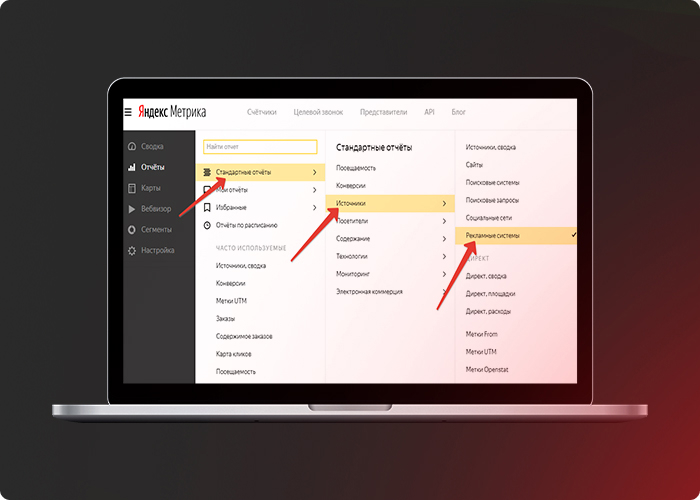 Яндекс Метрика
Счётчики Целевой звонок Представители API Блог
Сводка
Отчёты
Карты
Вебвизор
Сегменты
Настройка
Найти отчет
Стандартные отчёты
Мои отчёты
Избранные
Отчёты по расписанию
ЧАСТО ИСПОЛЬЗУЕМЫЕ
Источники, сводка
Конверсии
Метки UTM
Заказы
Содержимое заказов
Карта кликов
Посещаемость
Стандартные отчёты
Посещаемость
Конверсии
Источники
Посетители
Содержание
Технологии
Мониторинг
Электронная коммерция
Источники, сводка
Сайты
Поисковые системы
Поисковые запросы
Социальные сети
Рекламные системы
ДИРЕКТ
Директ, сводка
Директ, площадки
Директ, расходы
Метки From
Метки UTM
Метки Openstat